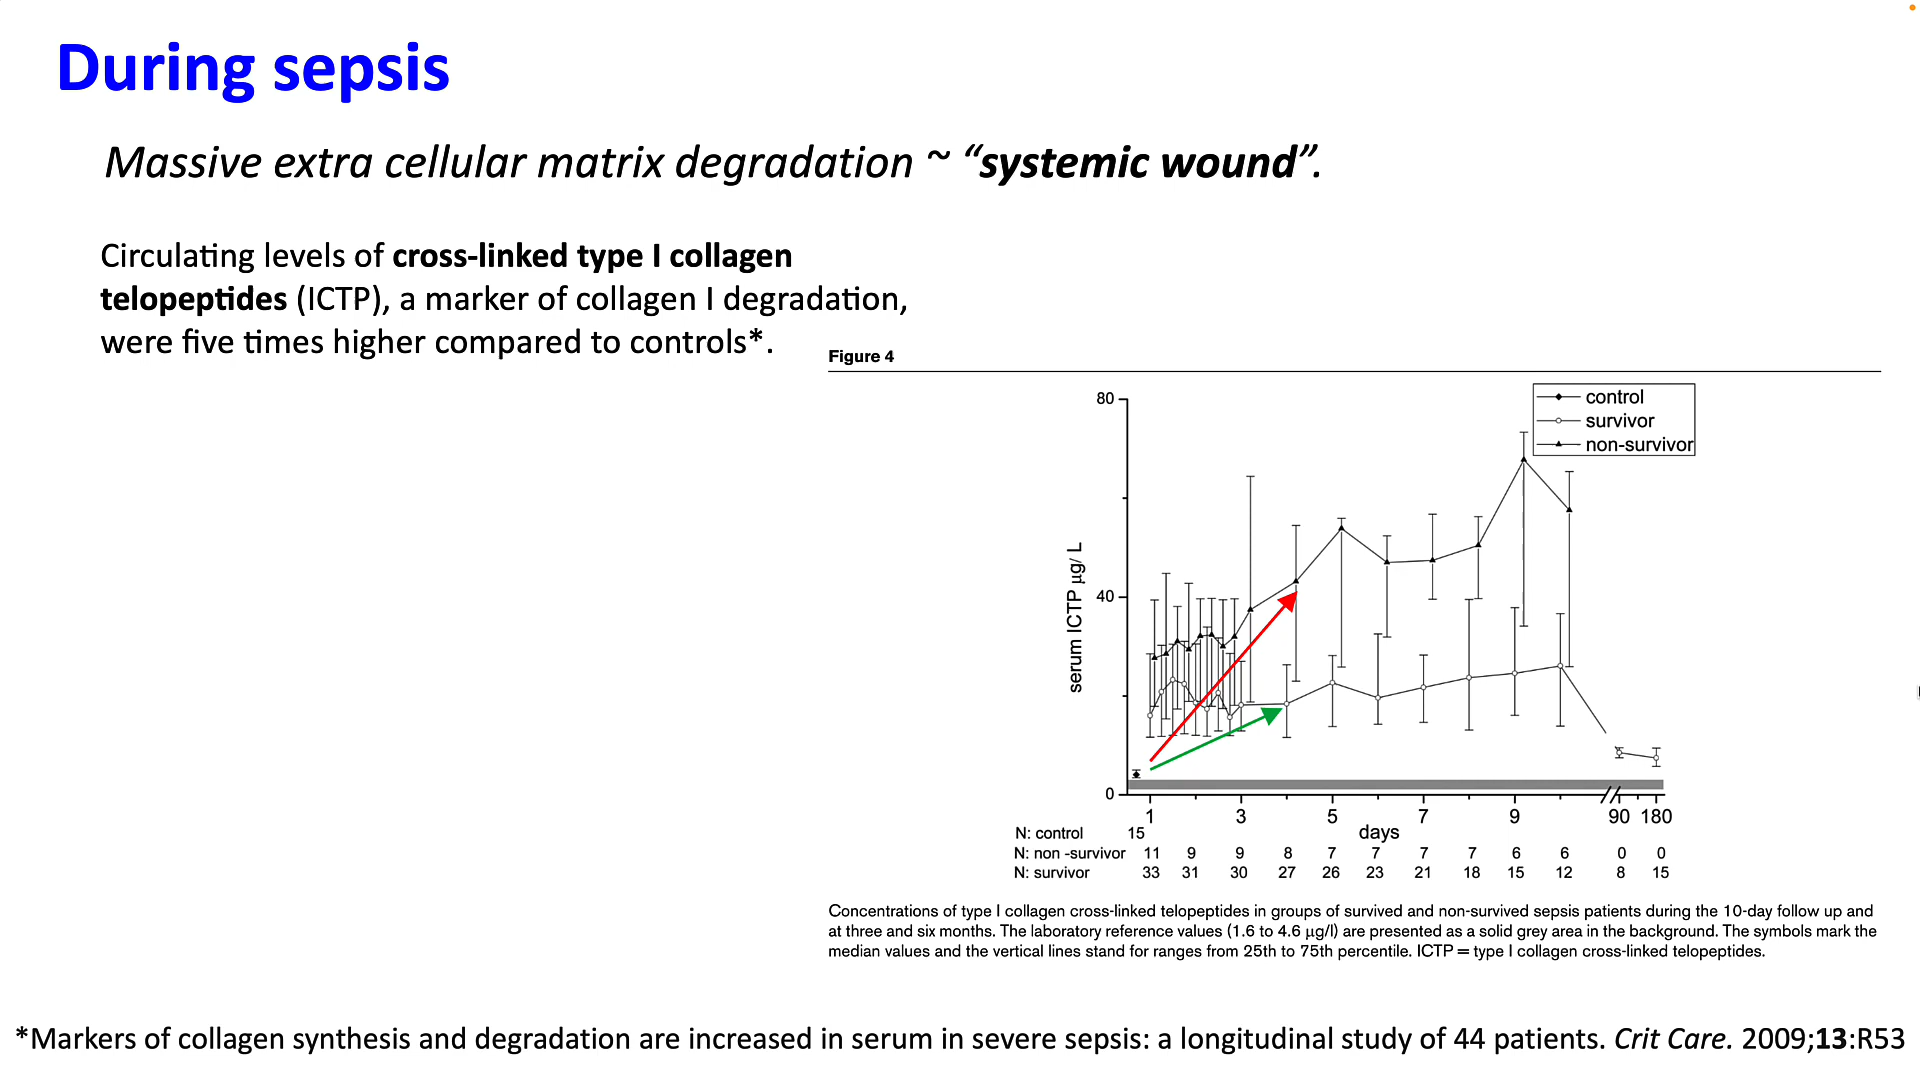 During sepsis
Massive extra cellular matrix degradation ~ “systemic wound”.
Circulating levels of cross-linked type I collagen
telopeptides (ICTP), a marker of collagen I degradation,
were five times higher compared to controls*.
Figure 4
control
survivor
non-survivor
80
40
0
serum ICTP µg/ L
1 3 5 7 9 90 180
days
N: control 15
N: non -survivor 11 9 9 8 7 7 7 7 6 6 0 0
N: survivor 33 31 30 27 26 23 21 18 15 12 8 15
Concentrations of type I collagen cross-linked telopeptides in groups of survived and non-survived sepsis patients during the 10-day follow up and
at three and six months. The laboratory reference values (1.6 to 4.6 µg/l) are presented as a solid grey area in the background. The symbols mark the
median values and the vertical lines stand for ranges from 25th to 75th percentile. ICTP = type I collagen cross-linked telopeptides.
*Markers of collagen synthesis and degradation are increased in serum in severe sepsis: a longitudinal study of 44 patients. Crit Care. 2009;13:R53